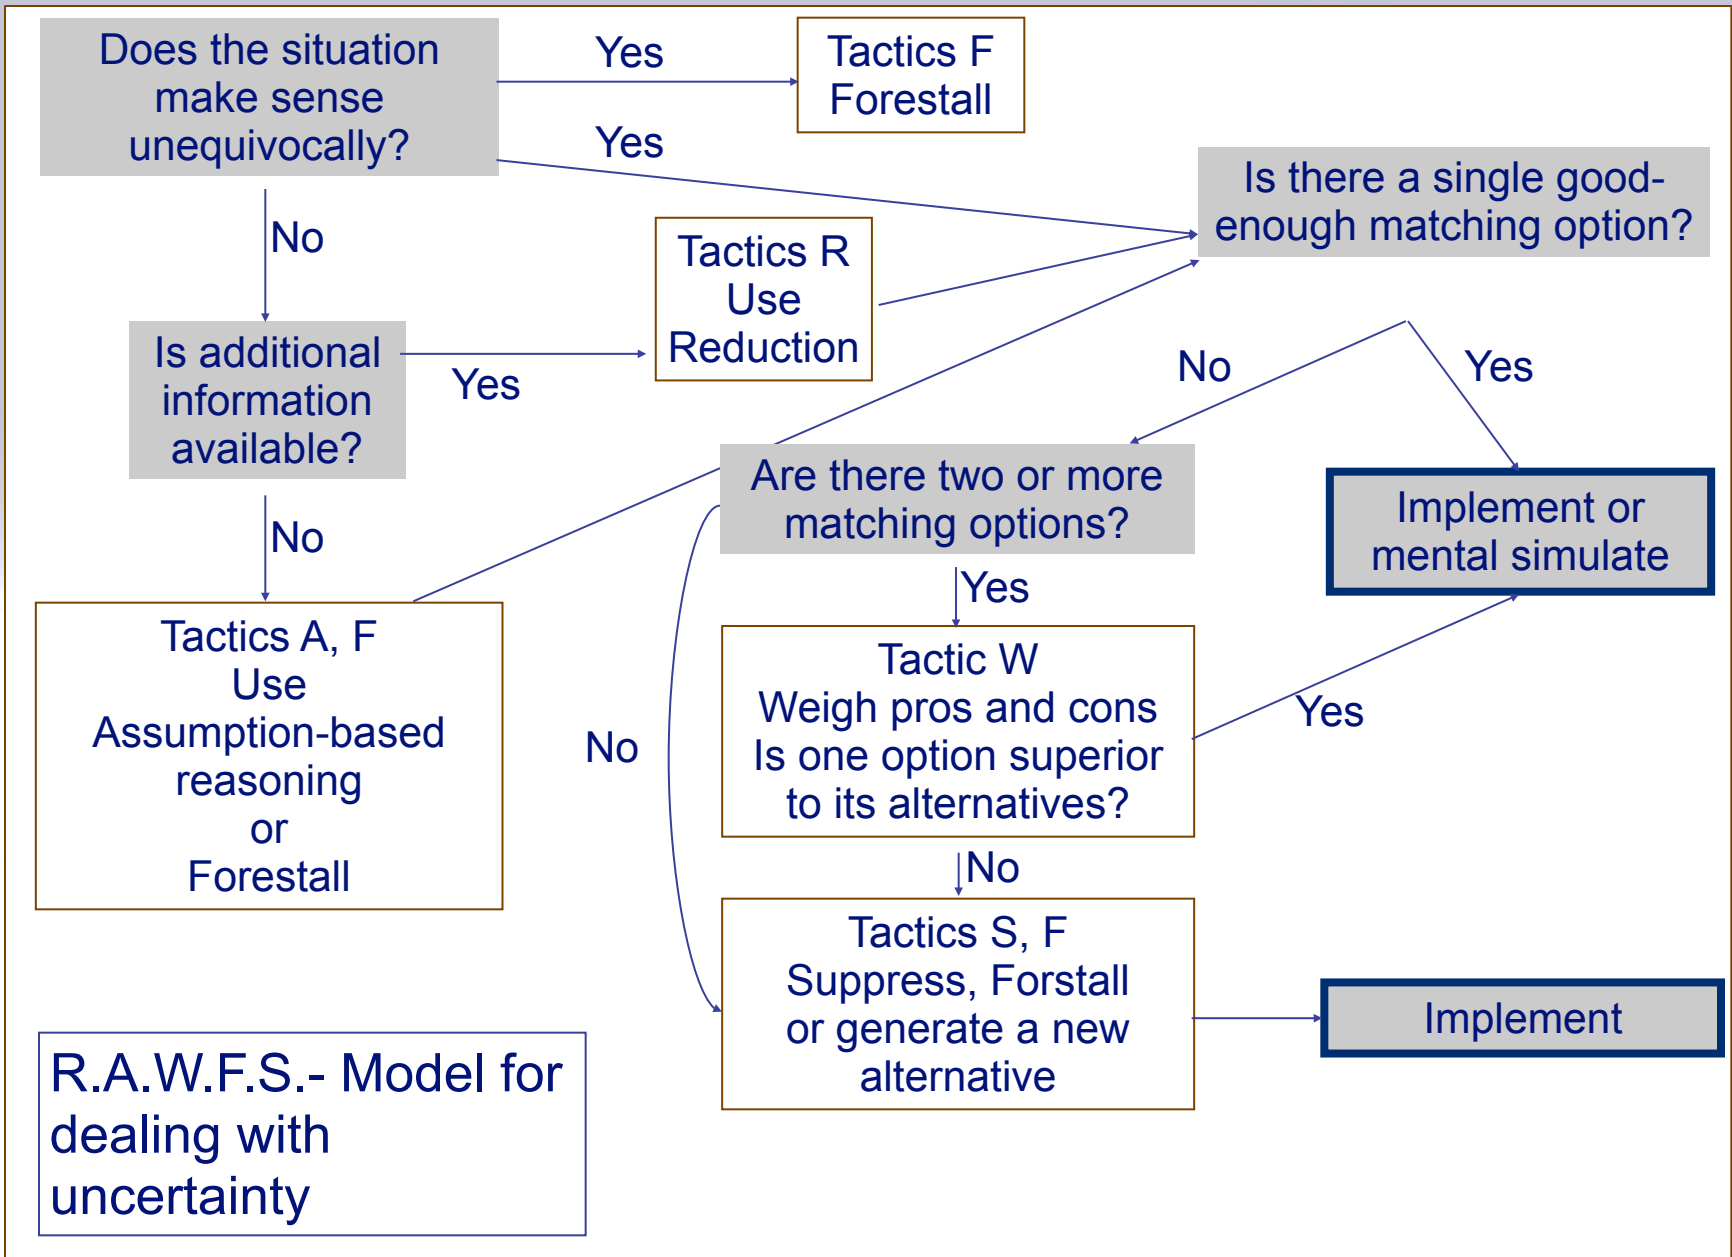 Does the situation
make sense
unequivocally?
Yes
Tactics F
Forestall
Yes
Is there a single good-
enough matching option?
No
Tactics R
Use
Reduction
Is additional
information
available?
Yes
No
Yes
Are there two or more
matching options?
Implement or
mental simulate
No
Yes
Tactics A, F
Use
Assumption-based
reasoning
or
Forestall
No
Tactic W
Weigh pros and cons
Is one option superior
to its alternatives?
Yes
No
Tactics S, F
Suppress, Forstall
or generate a new
alternative
Implement
R.A.W.F.S.- Model for
dealing with
uncertainty